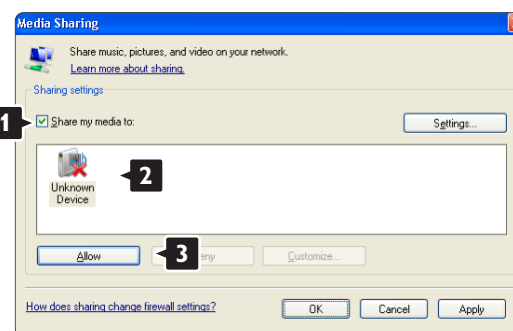 Media Sharing
Share music, pictures, and video on your network.
Learn more about sharing.
Sharing settings
1
Share my media to:
Settings...
2
Unknown
Device
Allow
3
Customize...
How does sharing change firewall settings?
OK
Cancel
Apply